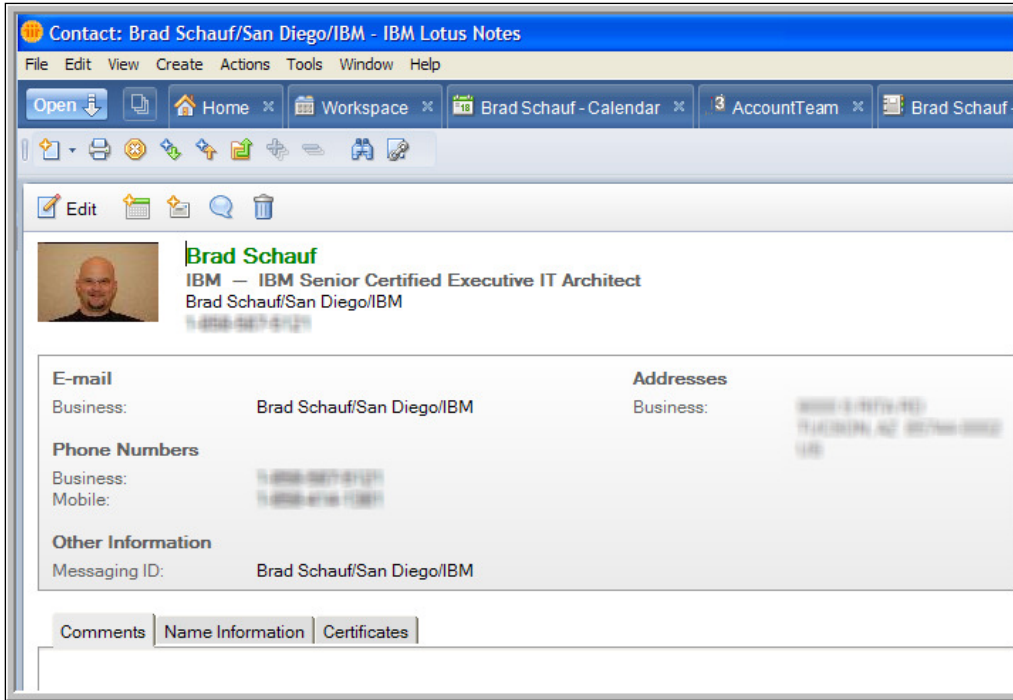 Contact: Brad Schauf/San Diego/IBM - IBM Lotus Notes
File Edit View Create Actions Tools Window Help
Open Home Workspace 18 Brad Schauf - Calendar 3 AccountTeam Brad Schauf -
Edit
Brad Schauf
IBM — IBM Senior Certified Executive IT Architect
Brad Schauf/San Diego/IBM
E-mail Addresses
Business: Brad Schauf/San Diego/IBM Business:
Phone Numbers
Business:
Mobile:
Other Information
Messaging ID: Brad Schauf/San Diego/IBM
Comments Name Information Certificates